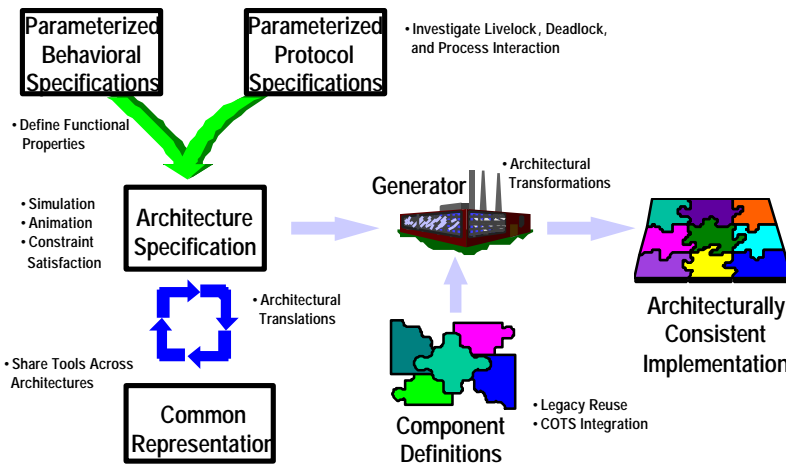 Parameterized
Behavioral
Specifications
Parameterized
Protocol
Specifications
• Investigate Livelock, Deadlock,
and Process Interaction
• Define Functional
Properties
• Simulation
• Animation
• Constraint
Satisfaction
Architecture
Specification
Generator
• Architectural
Transformations
• Architectural
Translations
• Share Tools Across
Architectures
Common
Representation
Component
Definitions
• Legacy Reuse
• COTS Integration
Architecturally
Consistent
Implementation